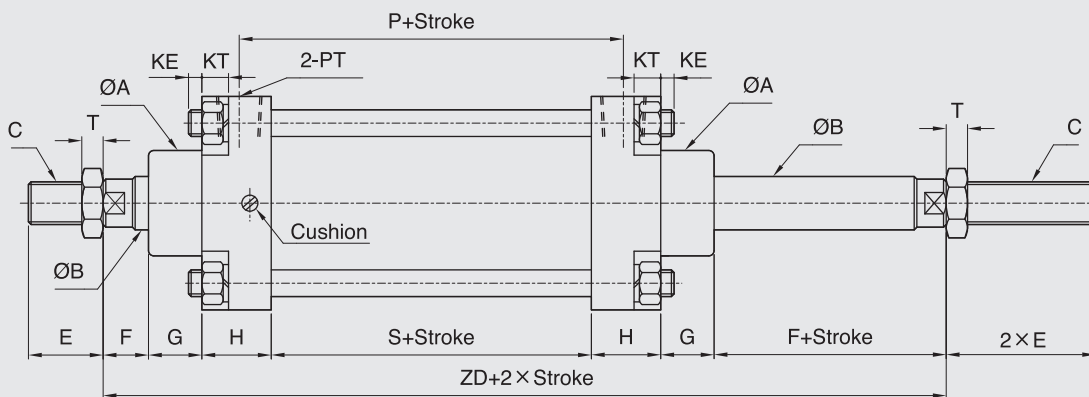 P+Stroke
KE
KT
2-PT
KT
KE
ØA
ØA
T
C
ØB
T
C
Cushion
ØB
E
F
G
H
S+Stroke
H
G
F+Stroke
2×E
ZD+2×Stroke